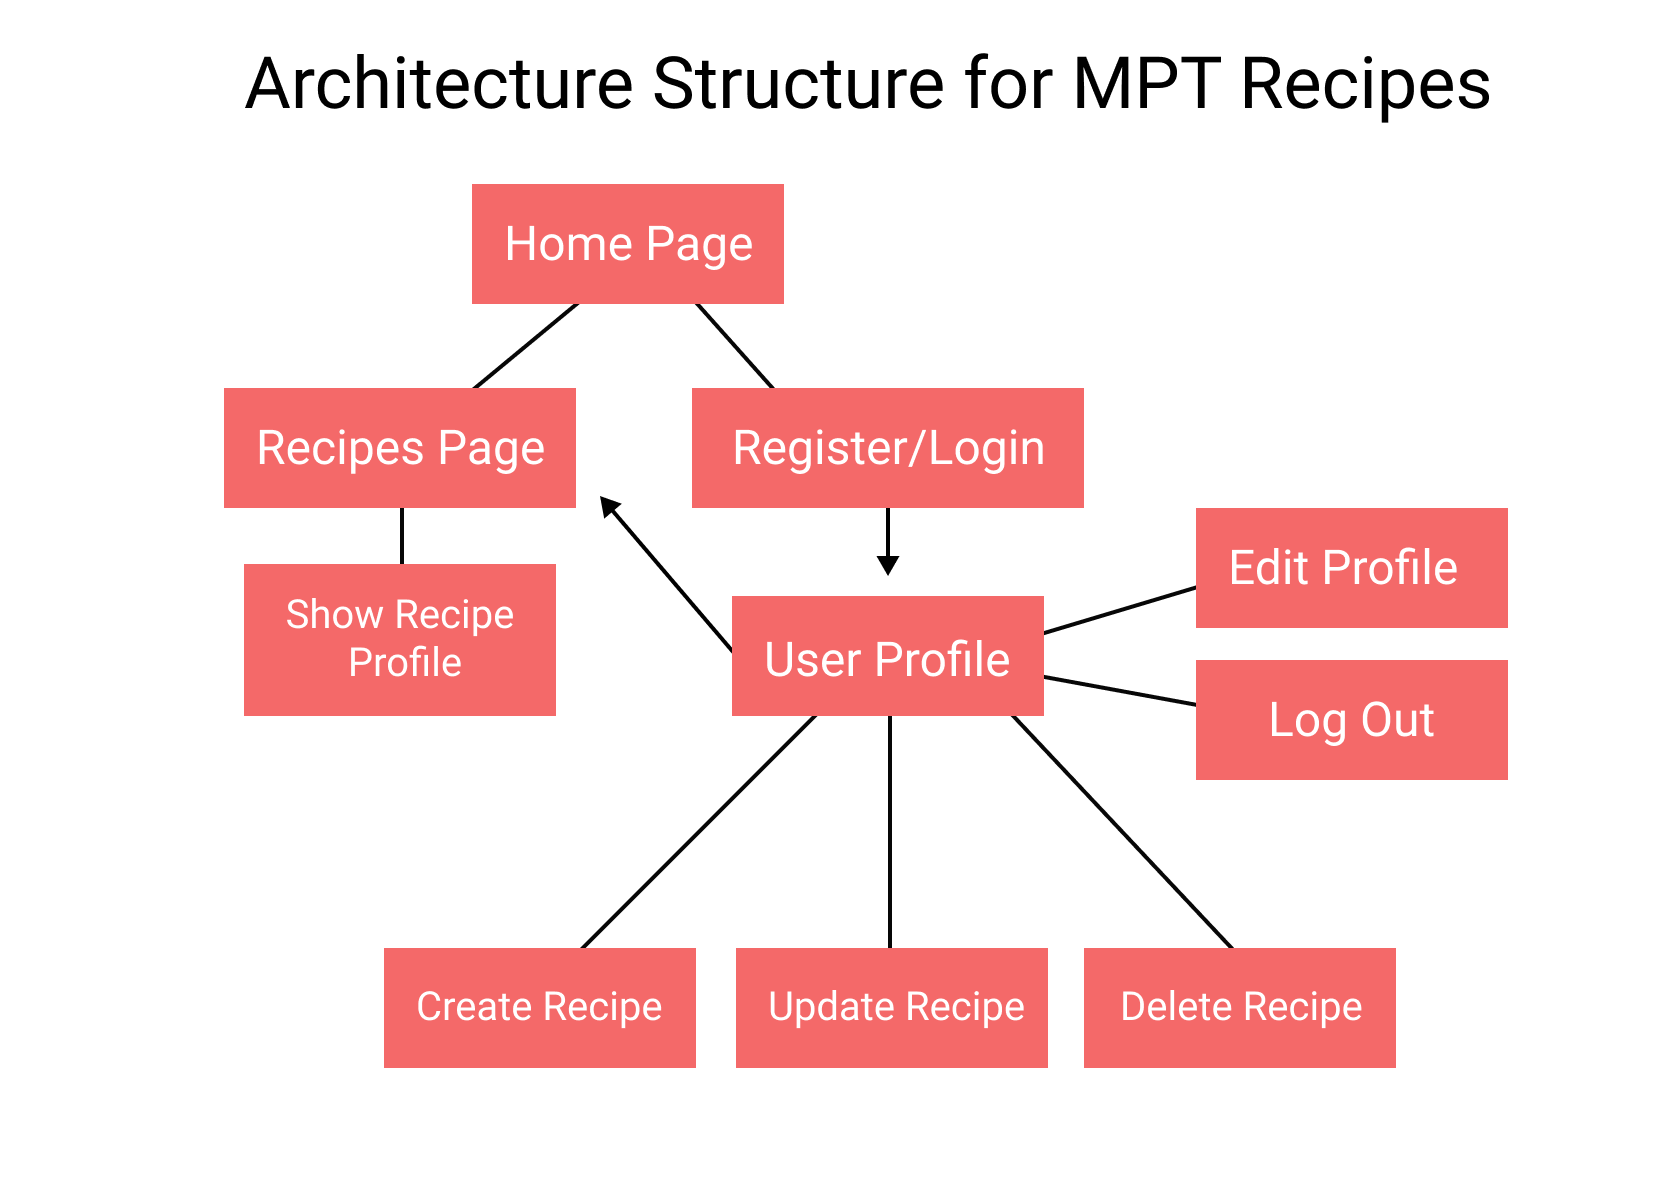 Architecture Structure for MPT Recipes
Home Page
Recipes Page
Register/Login
Show Recipe
Profile
User Profile
Edit Profile
Log Out
Create Recipe
Update Recipe
Delete Recipe